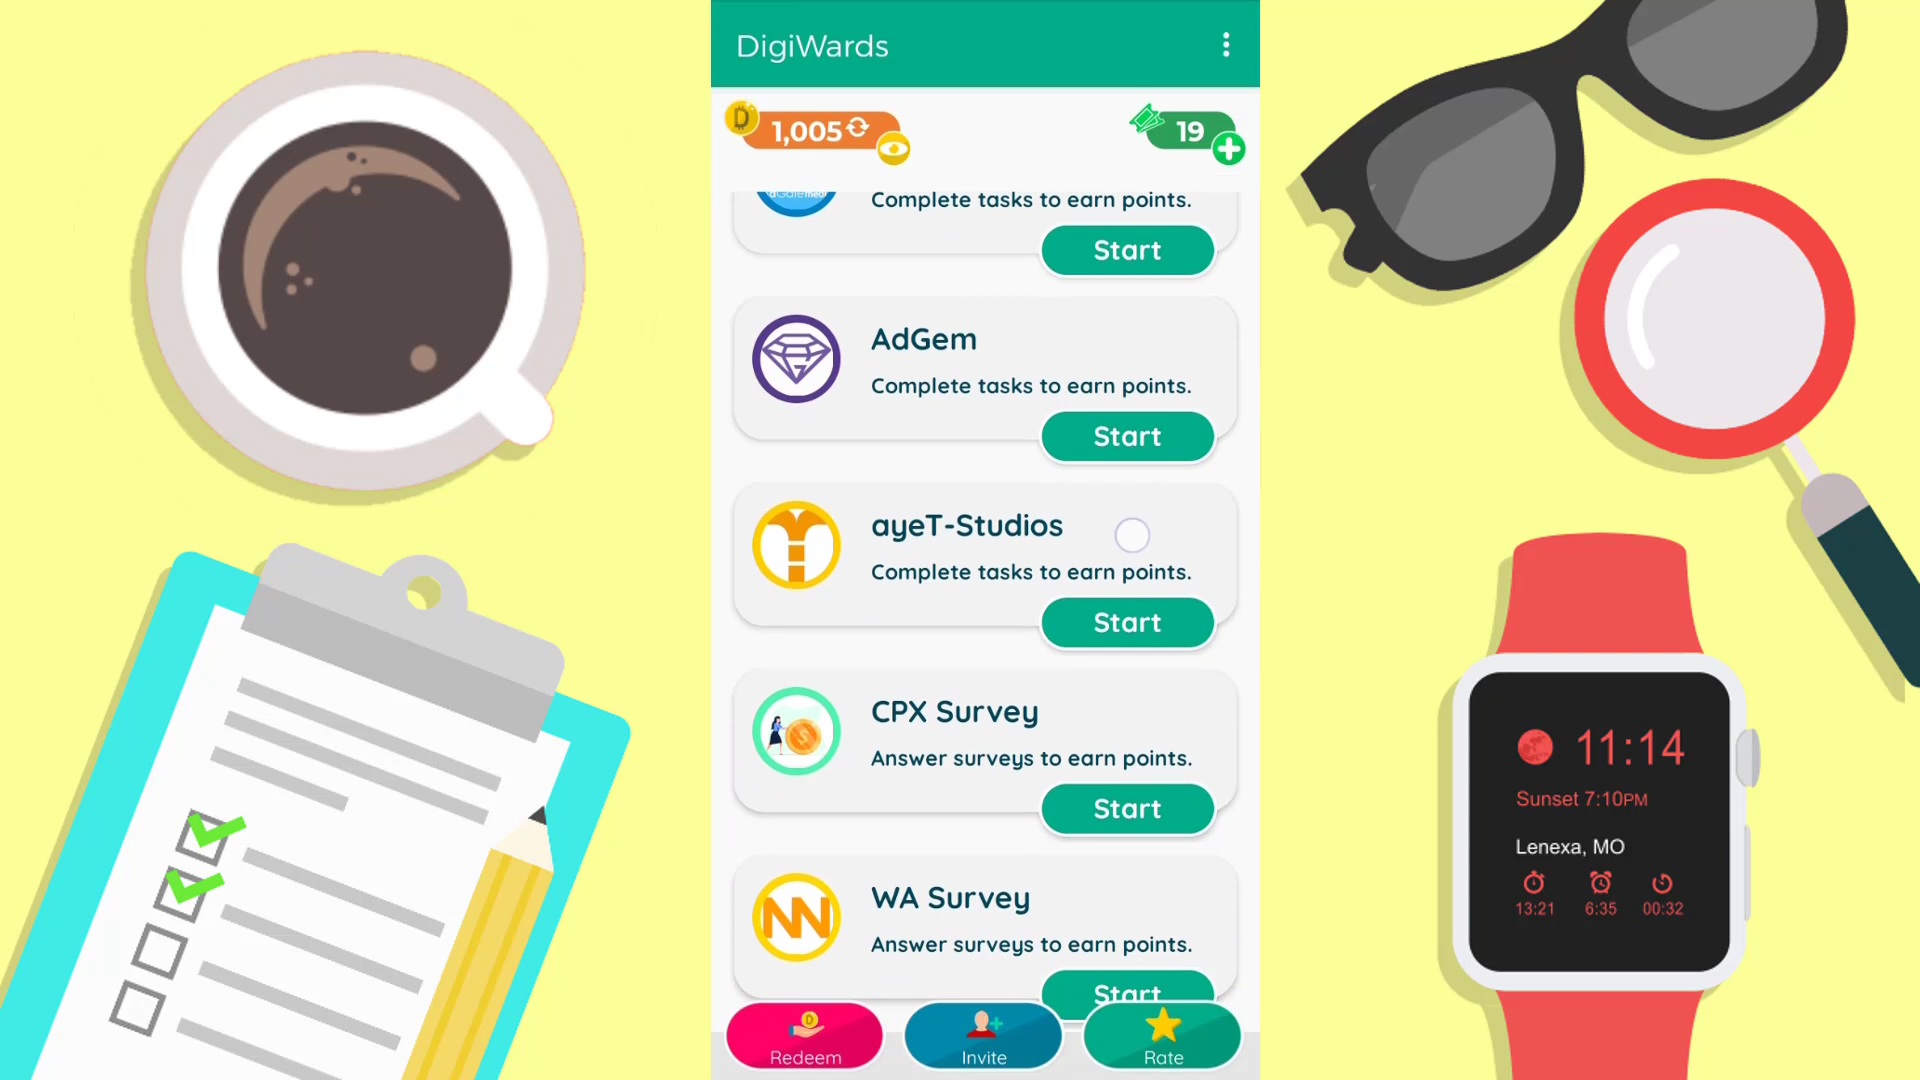 DigiWards
1,005
19
Complete tasks to earn points.
Start
AdGem
Complete tasks to earn points.
Start
ayeT-Studios
Complete tasks to earn points.
Start
CPX Survey
Answer surveys to earn points.
Start
WA Survey
Answer surveys to earn points.
Start
Redeem
Invite
Rate
11:14
Sunset 7:10PM
Lenexa, MO
13:21
6:35
00:32